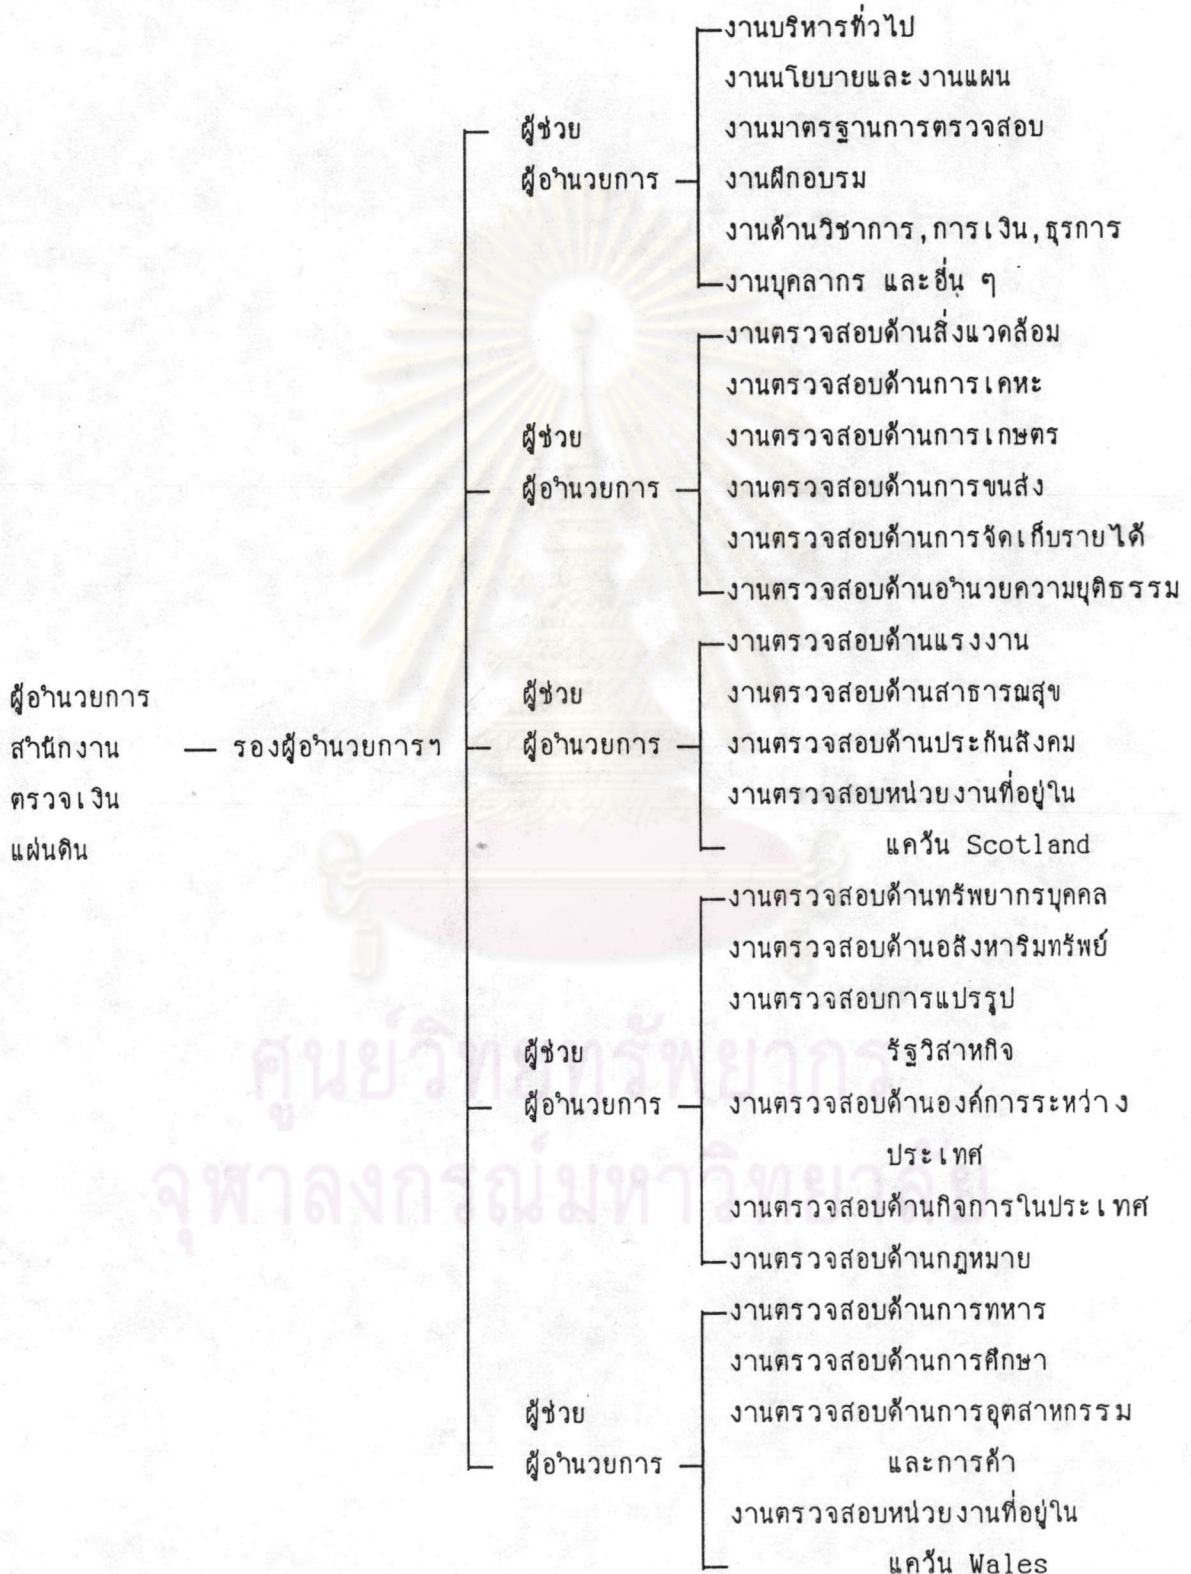 งานบริหารทั่วไป
งานนโยบายและงานแผน
ผู้ช่วย
ผู้อำนวยการ
งานมาตรฐานการตรวจสอบ
งานฝึกอบรม
งานด้านวิชาการ,การเงิน,ธุรการ
งานบุคลากร และอื่น ๆ
งานตรวจสอบด้านสิ่งแวดล้อม
งานตรวจสอบด้านการเคหะ
ผู้ช่วย
ผู้อำนวยการ
งานตรวจสอบด้านการเกษตร
งานตรวจสอบด้านการขนส่ง
งานตรวจสอบด้านการจัดเก็บรายได้
งานตรวจสอบด้านอำนวยความยุติธรรม
ผู้อำนวยการ
สำนักงาน
ตรวจเงิน
แผ่นดิน
รองผู้อำนวยการฯ
ผู้ช่วย
ผู้อำนวยการ
งานตรวจสอบด้านแรงงาน
งานตรวจสอบด้านสาธารณสุข
งานตรวจสอบด้านประกันสังคม
งานตรวจสอบหน่วยงานที่อยู่ใน
แคว้น Scotland
งานตรวจสอบด้านทรัพยากรบุคคล
งานตรวจสอบด้านอสังหาริมทรัพย์
งานตรวจสอบการแปรรูป
รัฐวิสาหกิจ
ผู้ช่วย
ผู้อำนวยการ
งานตรวจสอบด้านองค์การระหว่าง
ประเทศ
งานตรวจสอบด้านกิจการในประเทศ
งานตรวจสอบด้านกฎหมาย
งานตรวจสอบด้านการทหาร
งานตรวจสอบด้านการศึกษา
ผู้ช่วย
ผู้อำนวยการ
งานตรวจสอบด้านการอุตสาหกรรม
และการค้า
งานตรวจสอบหน่วยงานที่อยู่ใน
แคว้น Wales
ศูนย์วิทยทรัพยากร
จุฬาลงกรณ์มหาวิทยาลัย